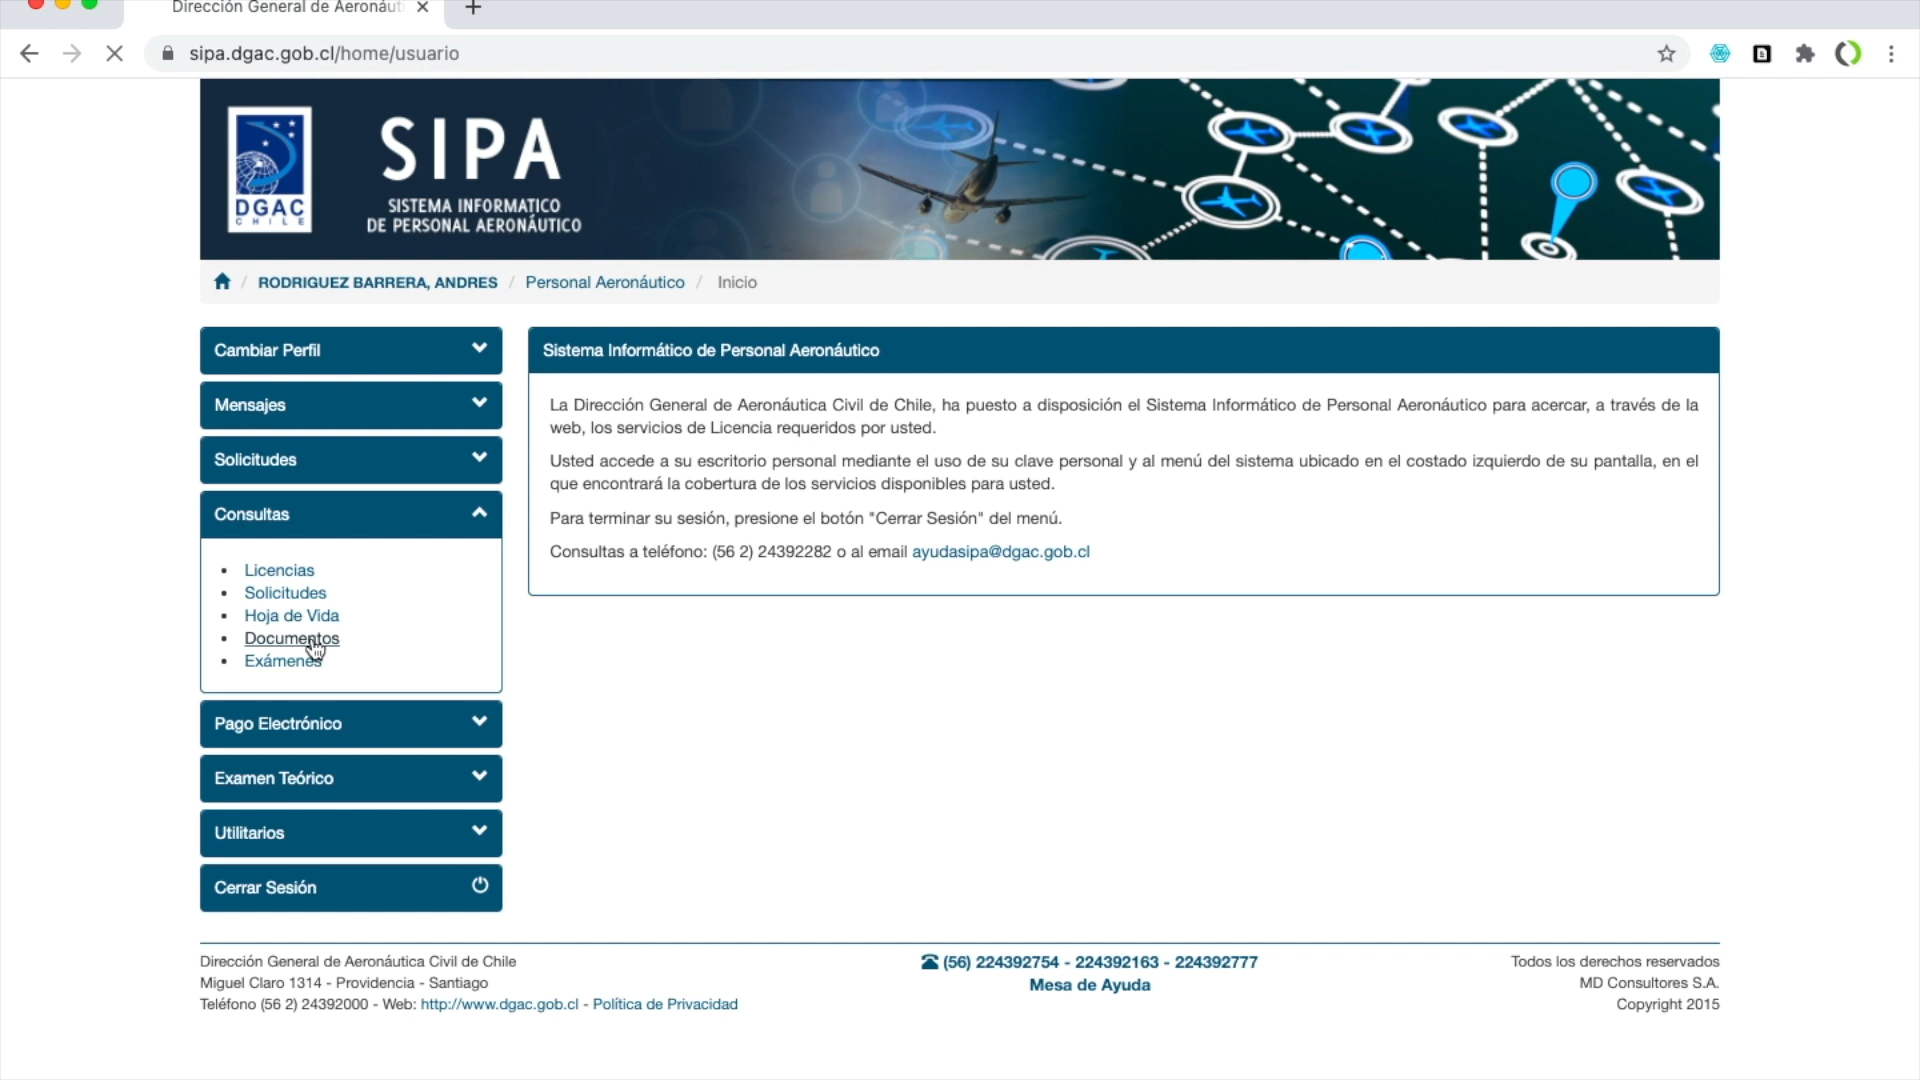 Dirección General de Aeronáuti
sipa.dgac.gob.cl/home/usuario
DGAC
CHILE
SIPA
SISTEMA INFORMATICO
DE PERSONAL AERONÁUTICO
/ RODRIGUEZ BARRERA, ANDRES / Personal Aeronáutico / Inicio
Cambiar Perfil
Mensajes
Solicitudes
Consultas
• Licencias
• Solicitudes
• Hoja de Vida
• Documentos
• Exámenes
Pago Electrónico
Examen Teórico
Utilitarios
Cerrar Sesión
Sistema Informático de Personal Aeronáutico
La Dirección General de Aeronáutica Civil de Chile, ha puesto a disposición el Sistema Informático de Personal Aeronáutico para acercar, a través de la
web, los servicios de Licencia requeridos por usted.
Usted accede a su escritorio personal mediante el uso de su clave personal y al menú del sistema ubicado en el costado izquierdo de su pantalla, en el
que encontrará la cobertura de los servicios disponibles para usted.
Para terminar su sesión, presione el botón "Cerrar Sesión" del menú.
Consultas a teléfono: (56 2) 24392282 o al email ayudasipa@dgac.gob.cl
Dirección General de Aeronáutica Civil de Chile
Miguel Claro 1314 - Providencia - Santiago
Teléfono (56 2) 24392000 - Web: http://www.dgac.gob.cl - Política de Privacidad
(56) 224392754 - 224392163 - 224392777
Mesa de Ayuda
Todos los derechos reservados
MD Consultores S.A.
Copyright 2015